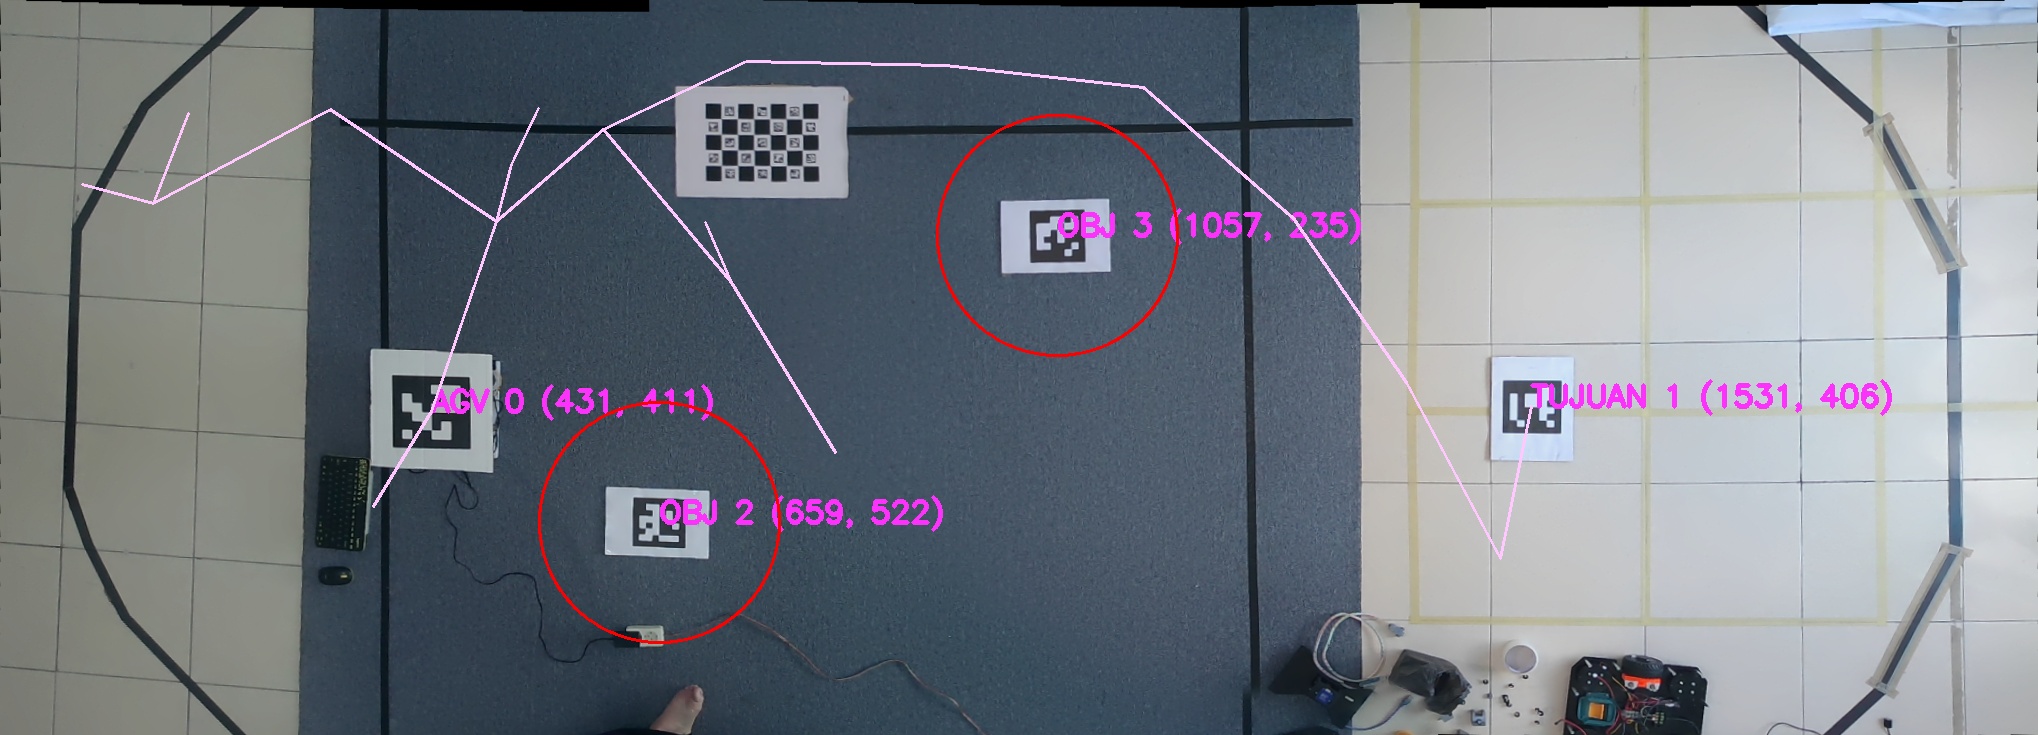 OBJ 3 (1057, 235)
AGV 0 (431, 411)
TUJUAN 1 (1531, 406)
OBJ 2 (659, 522)